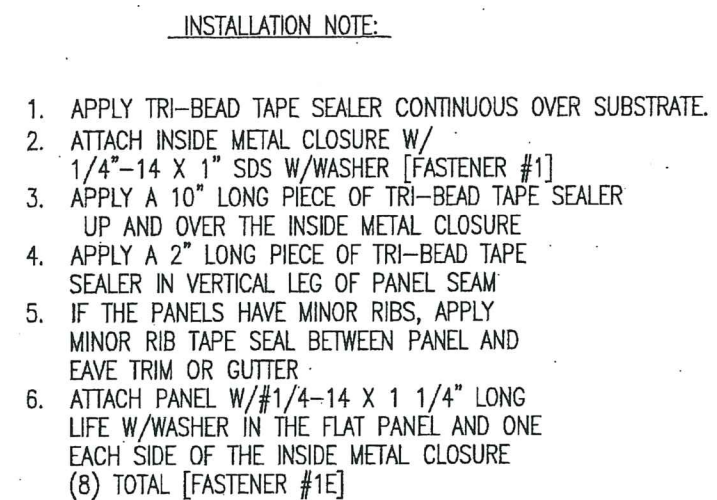 INSTALLATION NOTE:
1. APPLY TRI-BEAD TAPE SEALER CONTINUOUS OVER SUBSTRATE.
2. ATTACH INSIDE METAL CLOSURE W/
1/4"-14 X 1" SDS W/WASHER [FASTENER #1]
3. APPLY A 10" LONG PIECE OF TRI-BEAD TAPE SEALER
UP AND OVER THE INSIDE METAL CLOSURE
4. APPLY A 2" LONG PIECE OF TRI-BEAD TAPE
SEALER IN VERTICAL LEG OF PANEL SEAM
5. IF THE PANELS HAVE MINOR RIBS, APPLY
MINOR RIB TAPE SEAL BETWEEN PANEL AND
EAVE TRIM OR GUTTER
6. ATTACH PANEL W/#1/4-14 X 1 1/4" LONG
LIFE W/WASHER IN THE FLAT PANEL AND ONE
EACH SIDE OF THE INSIDE METAL CLOSURE
(8) TOTAL [FASTENER #1E]